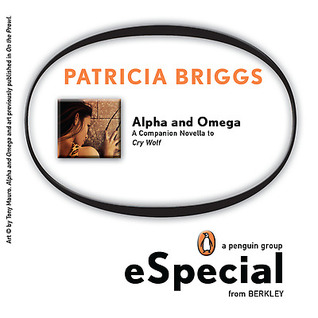 PATRICIA BRIGGS
Alpha and Omega
A Companion Novella to
Cry Wolf
Art © by Tony Mauro. Alpha and Omega and art previously published in On the Prowl.
a penguin group
eSpecial
from BERKLEY